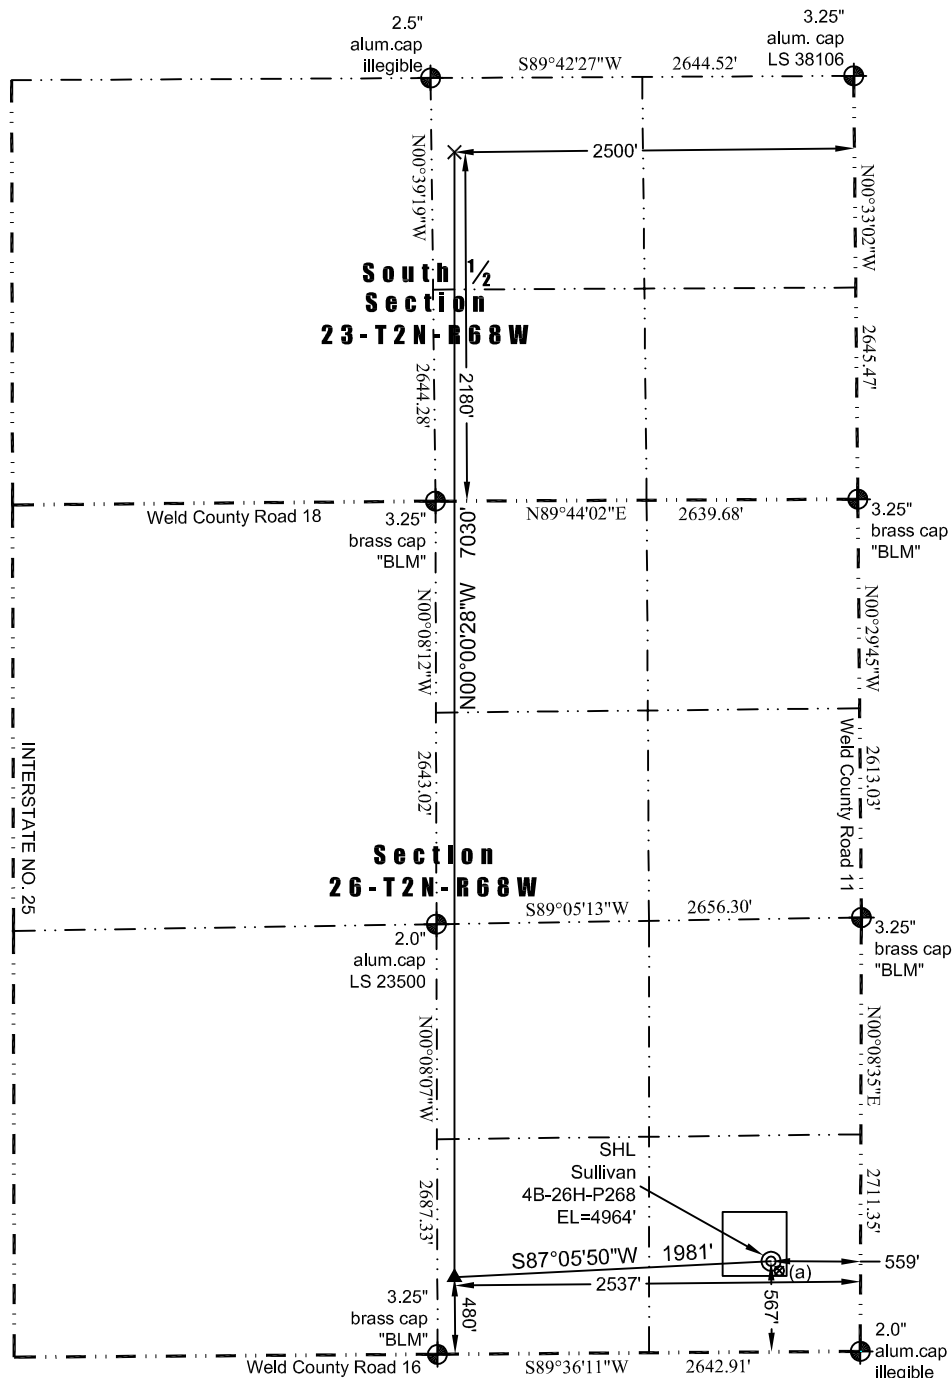 2.5"
alum.cap
illegible
3.25"
alum. cap
LS 38106
S89°42'27"W 2644.52'
2500'
N00°39'19"W
N00°33'02"W
South 1/2
Section
23-T2N-R68W
2644.28'
2180'
2645.47'
Weld County Road 18
3.25"
brass cap
"BLM"
N89°44'02"E 2639.68'
3.25"
brass cap
"BLM"
N00°00'28"W 7030'
N00°08'12"W
N00°29'45"W
INTERSTATE NO. 25
2643.02'
Weld County Road 11
2613.03'
Section
26-T2N-R68W
S89°05'13"W 2656.30'
2.0"
alum.cap
LS 23500
3.25"
brass cap
"BLM"
N00°08'07"W
N00°08'35"E
SHL
Sullivan
4B-26H-P268
EL=4964'
2687.33'
2711.35'
S87°05'50"W 1981'
559'
(a)
2537'
480'
567'
3.25"
brass cap
"BLM"
2.0"
alum.cap
illegible
Weld County Road 16
S89°36'11"W 2642.91'